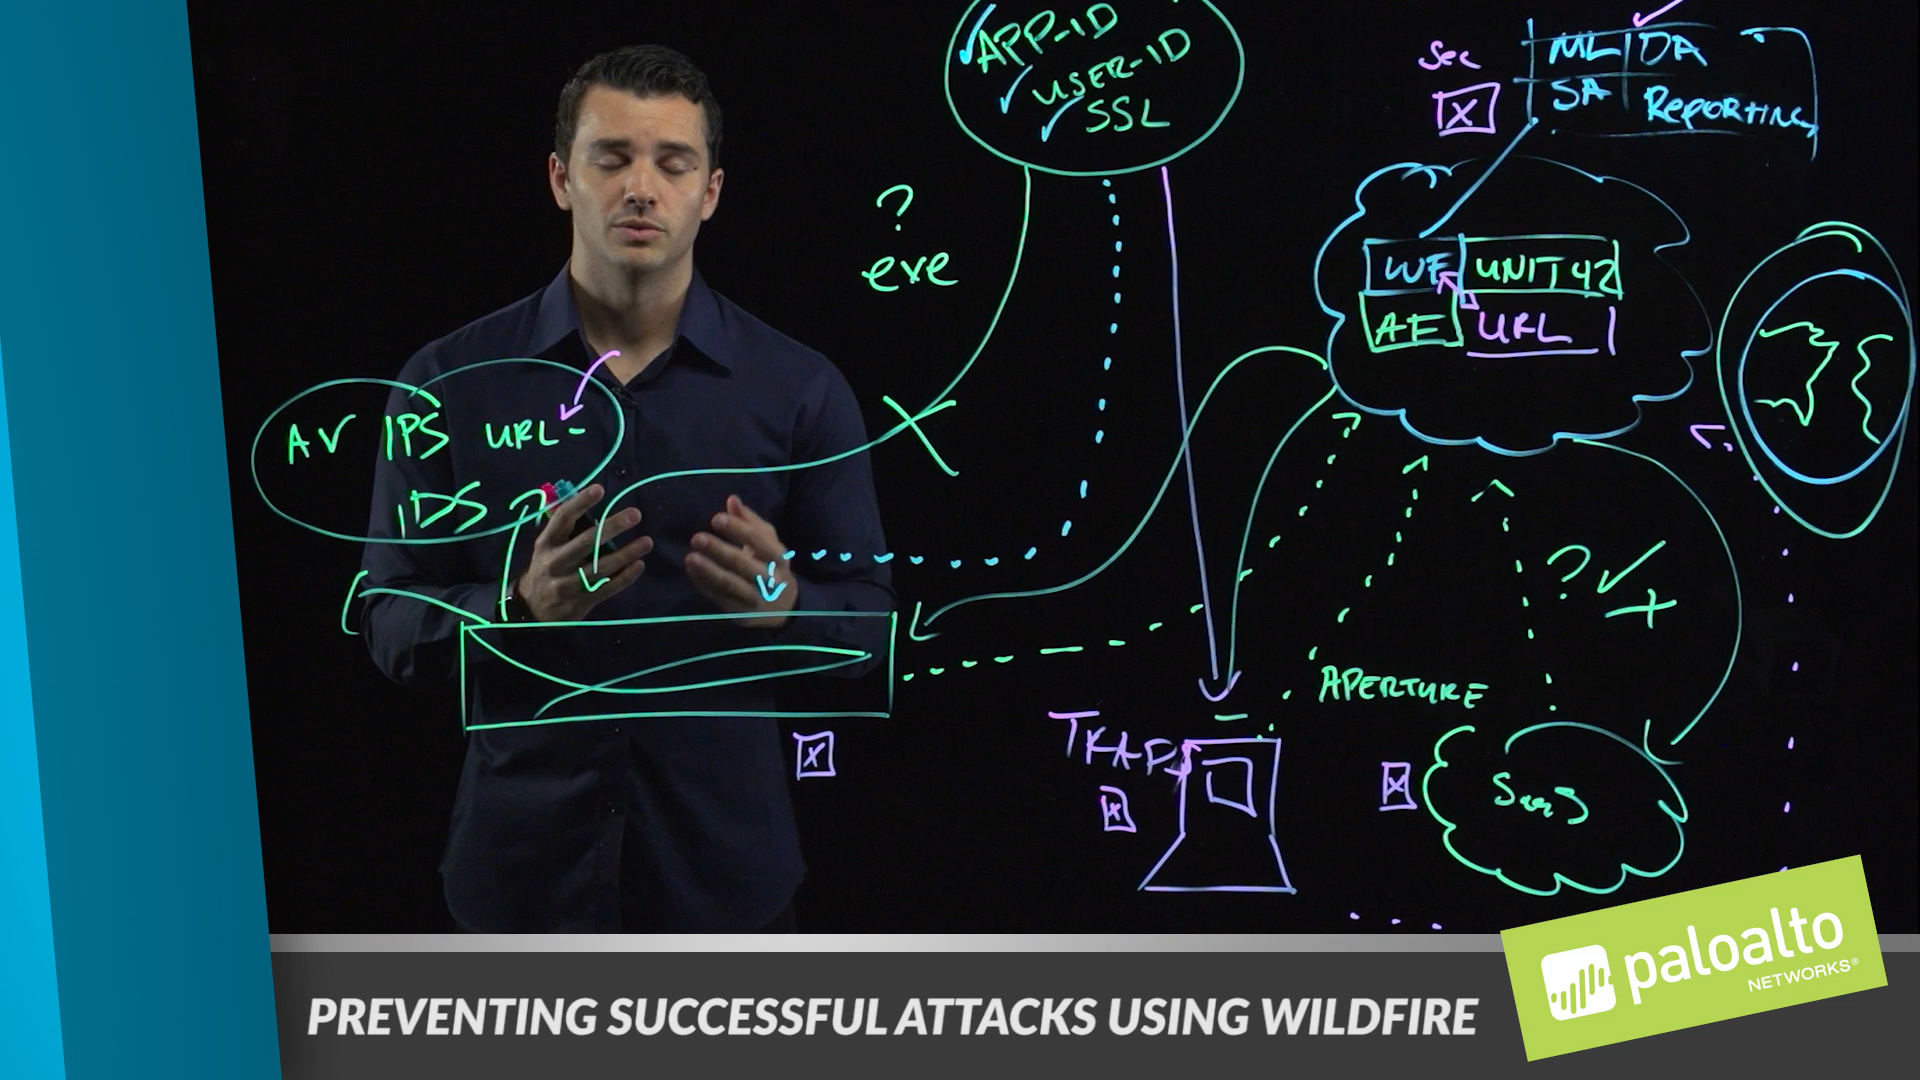 APP-ID
USER-ID
SSL
Sec
ML DA
SA REPORTING
?
exe
WF UNIT 42
AF URL
AV IPS URL
IDS
? ✓ X
APERTURE
TRAPS
X
X
X
X
SaaS
PREVENTING SUCCESSFUL ATTACKS USING WILDFIRE
paloalto
NETWORKS®